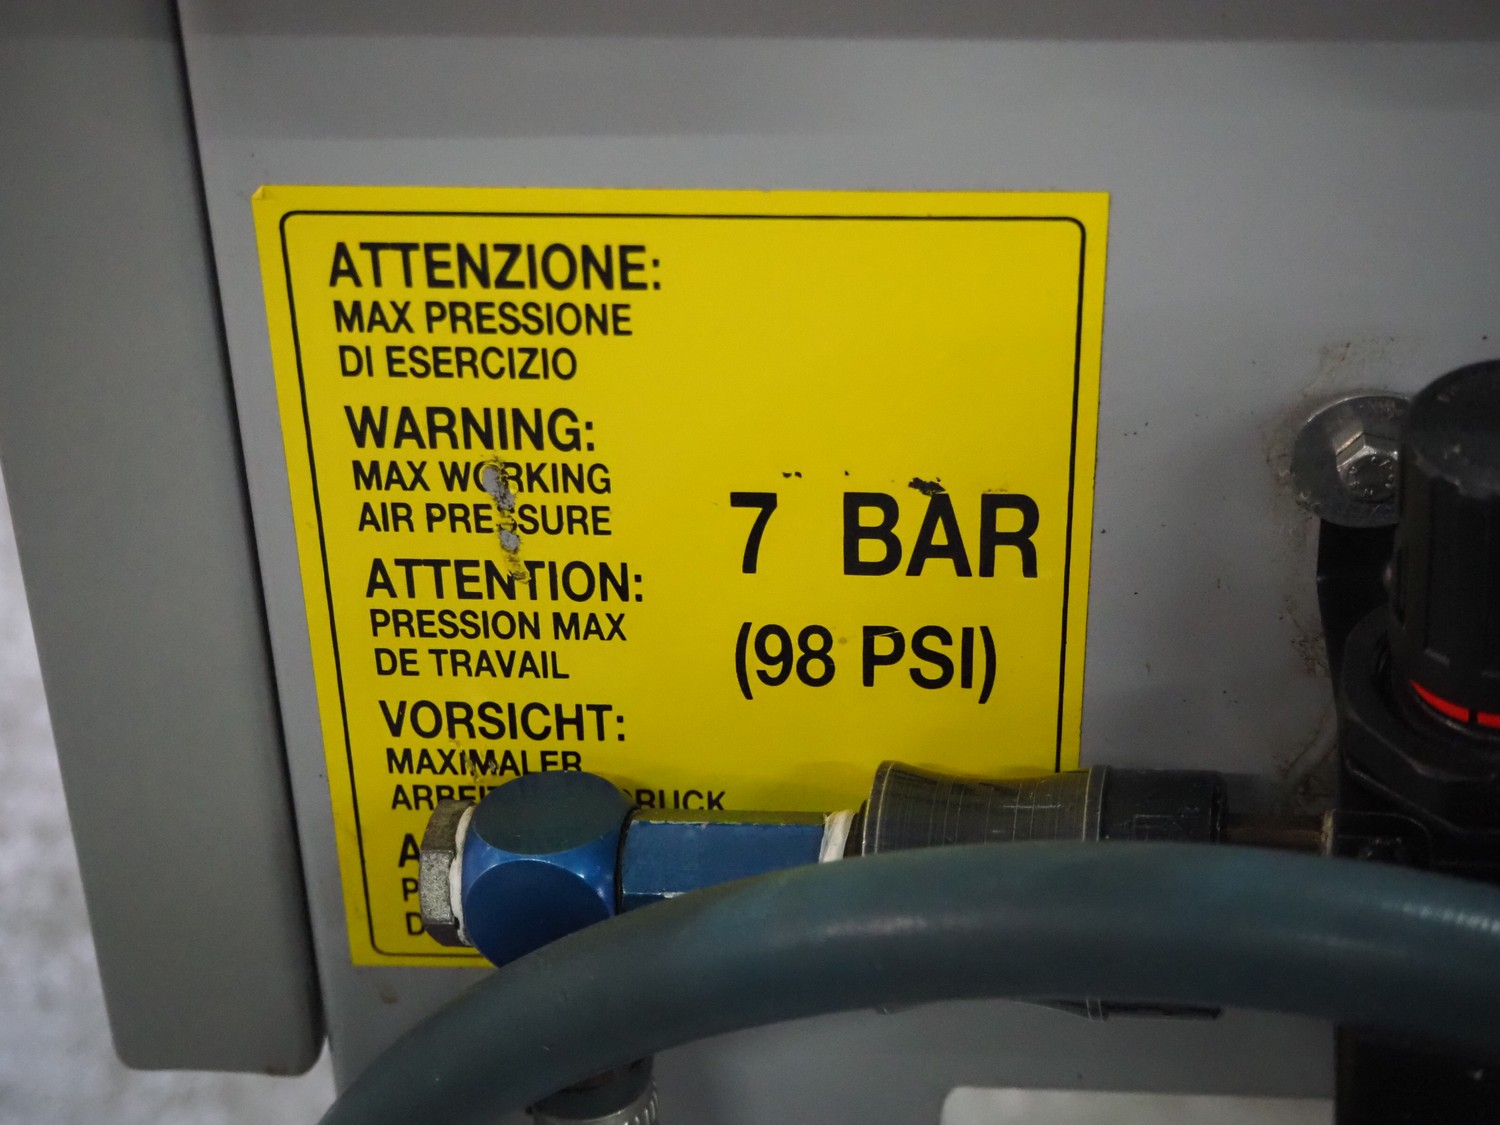 ATTENZIONE:
MAX PRESSIONE
DI ESERCIZIO
WARNING:
MAX WORKING
AIR PRESSURE
ATTENTION:
PRESSION MAX
DE TRAVAIL
VORSICHT:
MAXIMALER
7 BAR
(98 PSI)